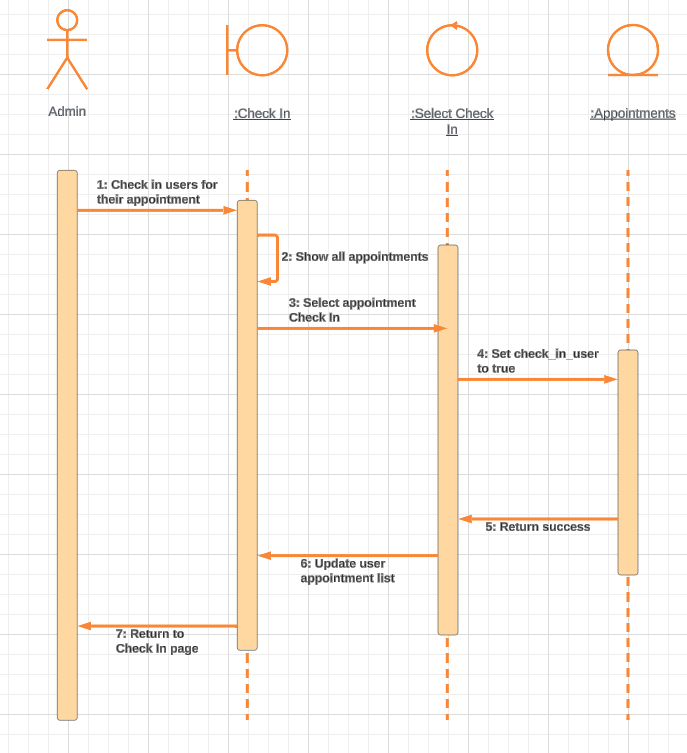 Admin
:Check In
:Select Check
In
:Appointments
1: Check in users for
their appointment
2: Show all appointments
3: Select appointment
Check In
4: Set check_in_user
to true
5: Return success
6: Update user
appointment list
7: Return to
Check In page